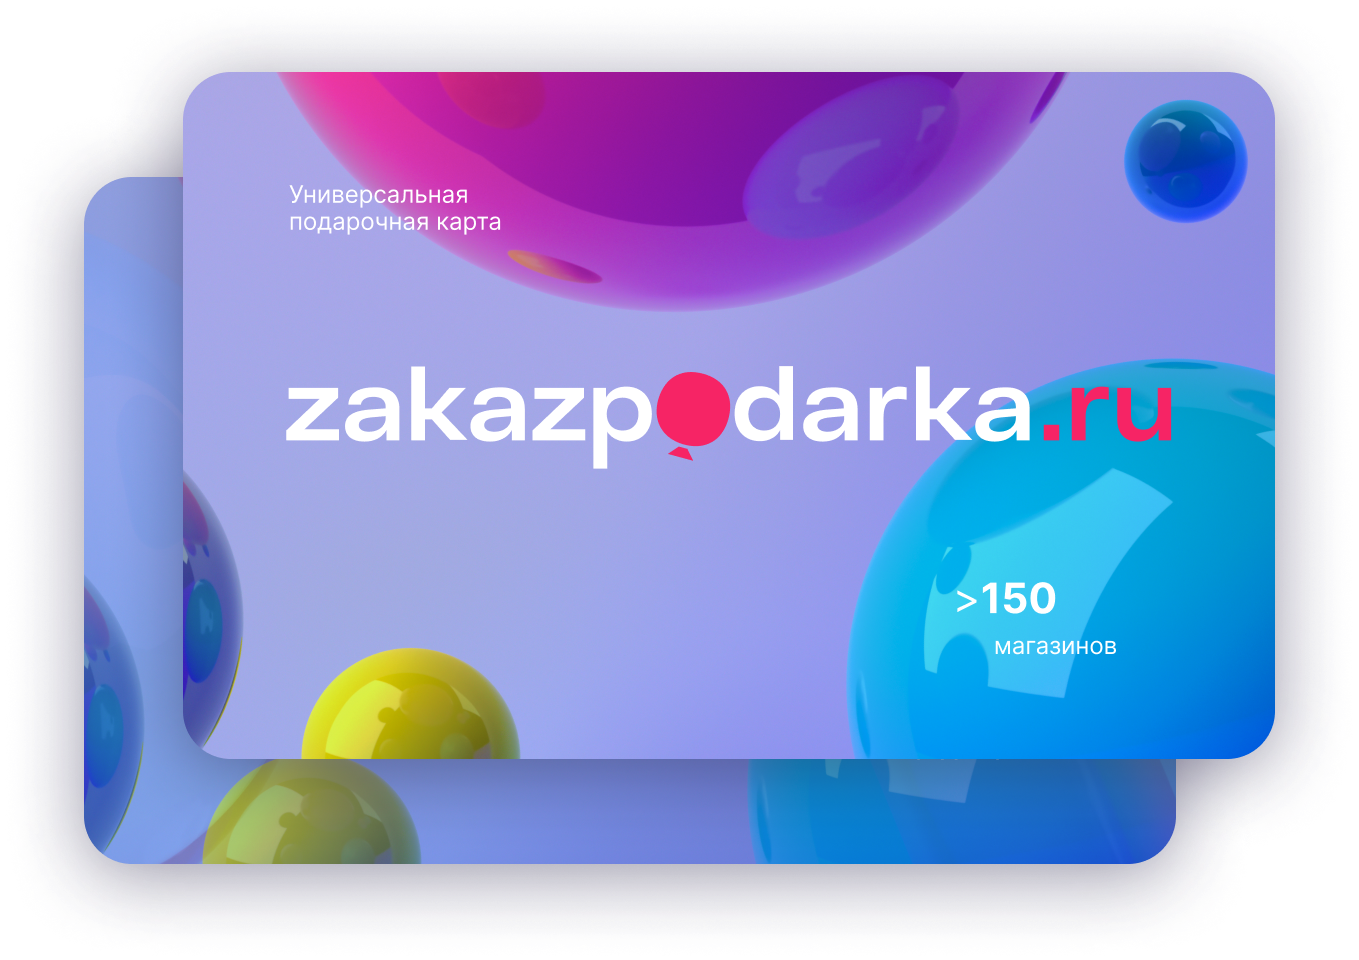 Универсальная
подарочная карта
zakazpodarka.ru
>150
магазинов